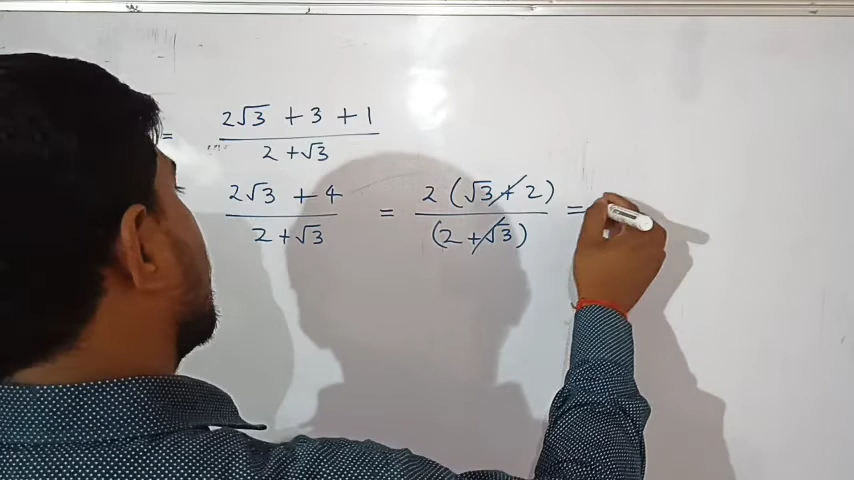 = (2√3 + 3 + 1)/(2 + √3)
(2√3 + 4)/(2 + √3) = 2(√3 + 2)/(2 + √3) =